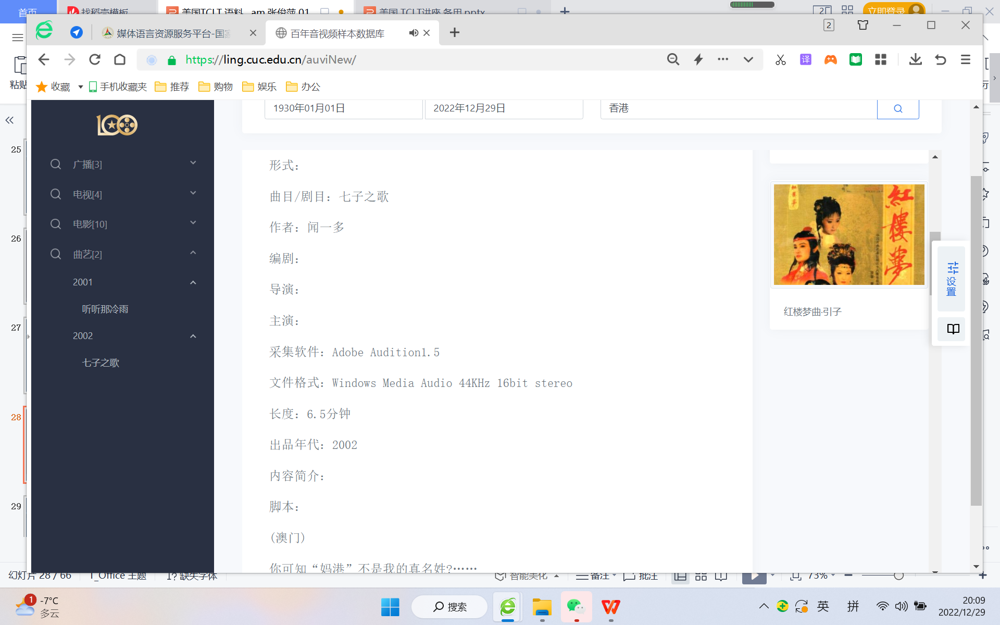 首页
找稻壳模板
美国TCLT 语料...am 张俊萍 01
美国 TCLT讲座 备用.pptx
立即登录
媒体语言资源服务平台-国家
百年音视频样本数据库
2
https://ling.cuc.edu.cn/auviNew/
译
粘贴
收藏
手机收藏夹
推荐
购物
娱乐
办公
1930年01月01日
2022年12月29日
香港
100
25
26
27
28
29
广播[3]
电视[4]
电影[10]
曲艺[2]
2001
听听那冷雨
2002
七子之歌
形式：
曲目/剧目：七子之歌
作者：闻一多
编剧：
导演：
主演：
采集软件：Adobe Audition1.5
文件格式：Windows Media Audio 44KHz 16bit stereo
长度：6.5分钟
出品年代：2002
内容简介：
脚本：
(澳门)
你可知“妈港”不是我的真名姓?……
紅樓夢
红楼梦曲·引子
设置
幻灯片 28 / 66
1_Office 主题
缺失字体
智能美化
备注
批注
73%
1
-7°C
多云
搜索
英
拼
20:09
2022/12/29